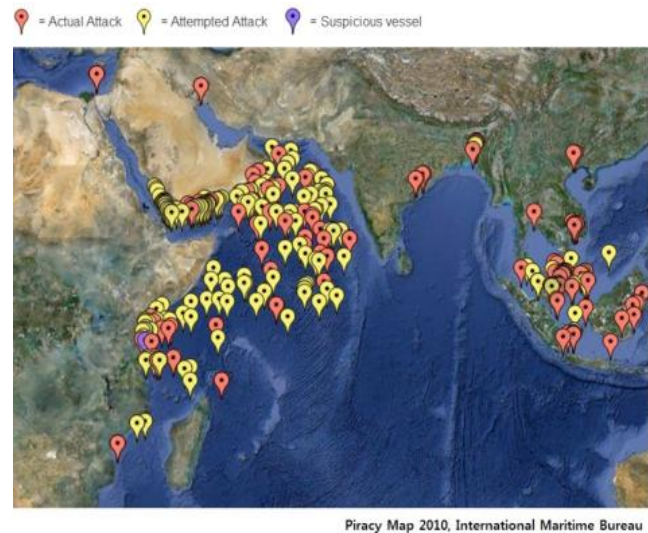 = Actual Attack = Attempted Attack = Suspicious vessel
Piracy Map 2010, International Maritime Bureau